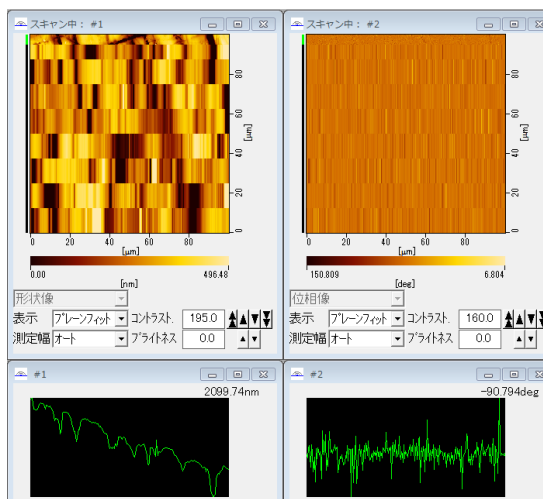 スキャン中： #1
80
60
40
20
0
[μm]
0 20 40 60 80
[μm]
0.00 496.48
[nm]
形状像
表示 プレーンフィット コントラスト. 195.0
測定幅 オート ブライトネス 0.0
スキャン中： #2
80
60
40
20
0
[μm]
0 20 40 60 80
[μm]
150.809 6.804
[deg]
位相像
表示 プレーンフィット コントラスト. 160.0
測定幅 オート ブライトネス 0.0
#1
2099.74nm
#2
-90.794deg